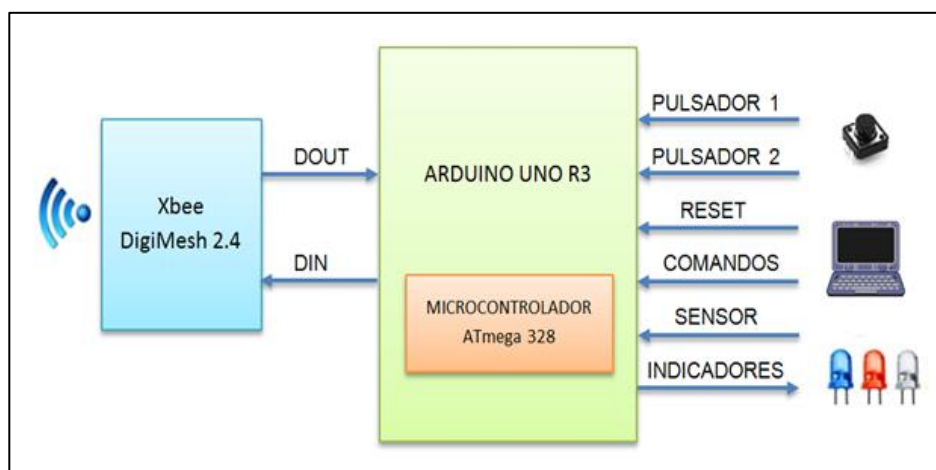 Xbee
DigiMesh 2.4
DOUT
DIN
ARDUINO UNO R3
MICROCONTROLADOR
ATmega 328
PULSADOR 1
PULSADOR 2
RESET
COMANDOS
SENSOR
INDICADORES